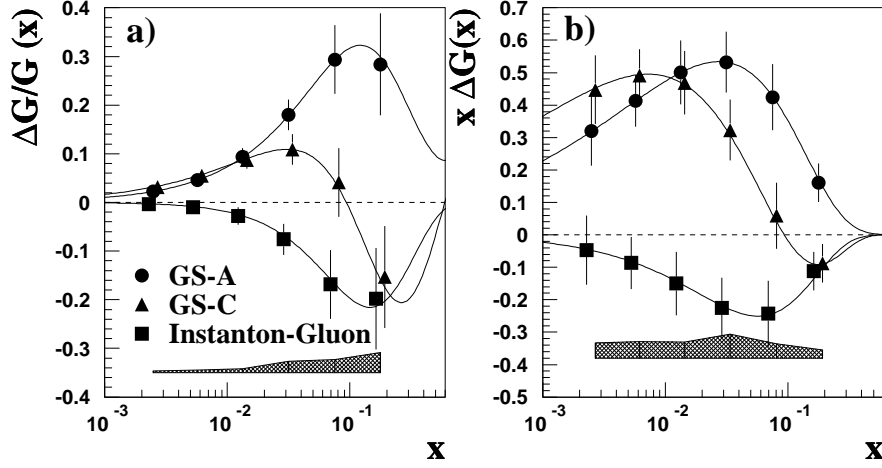 a)
ΔG/G (x)
0.4
0.3
0.2
0.1
0
-0.1
-0.2
-0.3
-0.4
GS-A
GS-C
Instanton-Gluon
10⁻³ 10⁻² 10⁻¹
x
b)
x ΔG(x)
0.7
0.6
0.5
0.4
0.3
0.2
0.1
0
-0.1
-0.2
-0.3
-0.4
-0.5
10⁻³ 10⁻² 10⁻¹
x